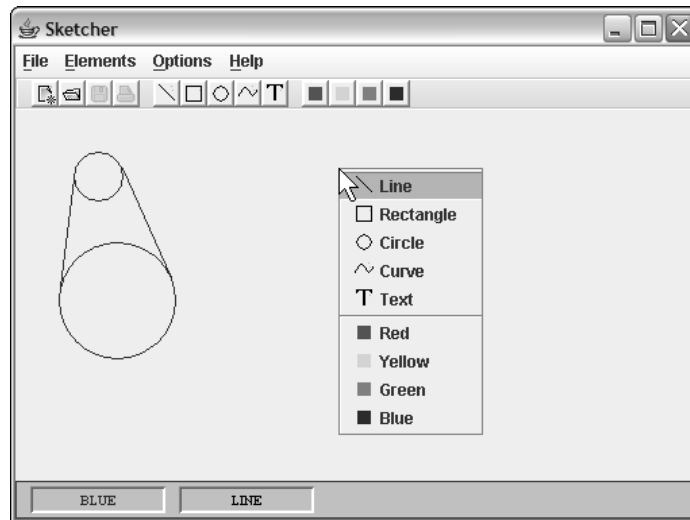 Sketcher
File Elements Options Help
T
Line
Rectangle
Circle
Curve
T Text
Red
Yellow
Green
Blue
BLUE LINE